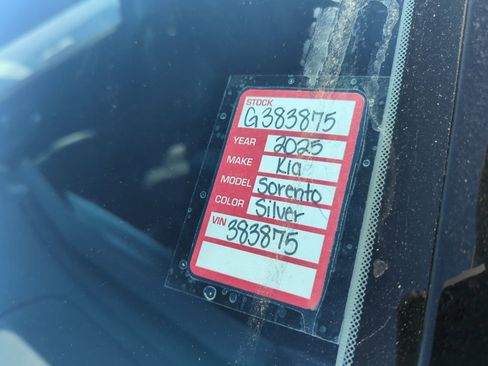 STOCK
G383875
YEAR 2025
MAKE Kia
MODEL Sorento
COLOR Silver
VIN 383875